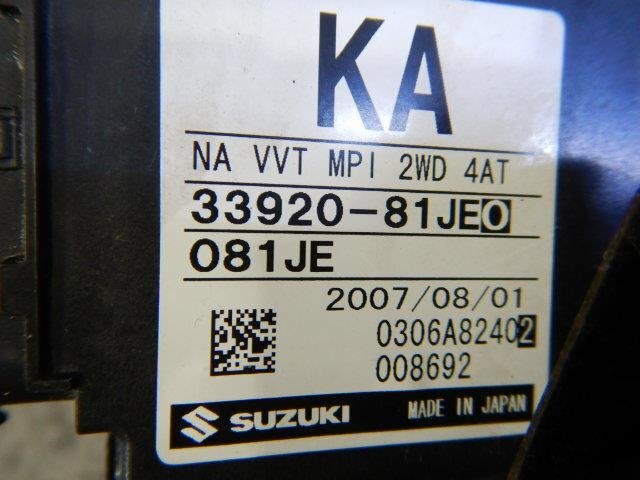 KA
NA VVT MPI 2WD 4AT
33920-81JE0
081JE
2007/08/01
0306A82402
008692
SUZUKI MADE IN JAPAN